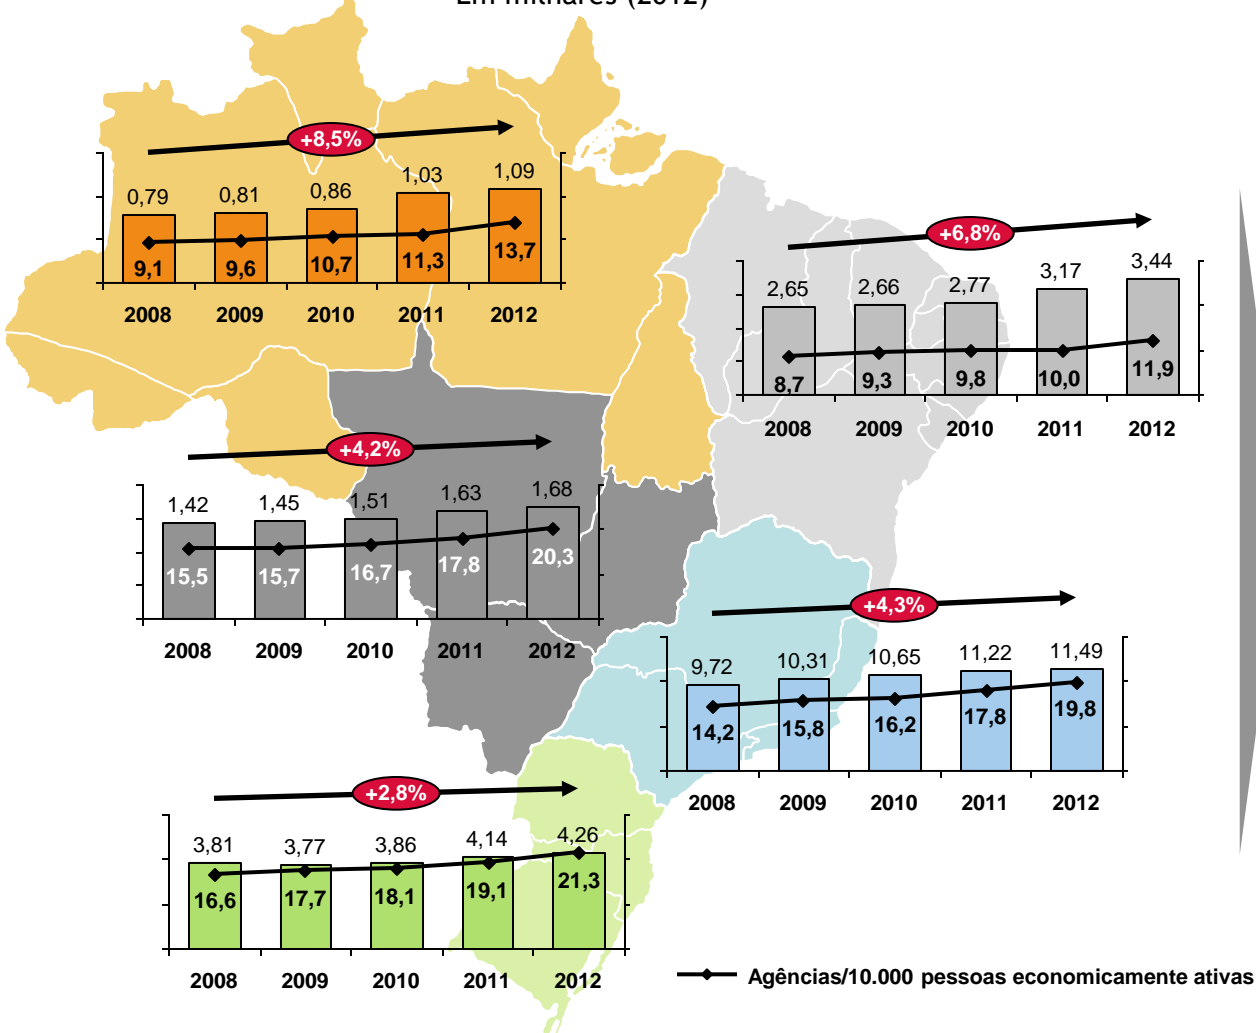 Em milhares (2012)
+8,5%
0,79 0,81 0,86 1,03 1,09
9,1 9,6 10,7 11,3 13,7
2008 2009 2010 2011 2012
+6,8%
2,65 2,66 2,77 3,17 3,44
8,7 9,3 9,8 10,0 11,9
2008 2009 2010 2011 2012
+4,2%
1,42 1,45 1,51 1,63 1,68
15,5 15,7 16,7 17,8 20,3
2008 2009 2010 2011 2012
+4,3%
9,72 10,31 10,65 11,22 11,49
14,2 15,8 16,2 17,8 19,8
2008 2009 2010 2011 2012
+2,8%
3,81 3,77 3,86 4,14 4,26
16,6 17,7 18,1 19,1 21,3
2008 2009 2010 2011 2012
Agências/10.000 pessoas economicamente ativas